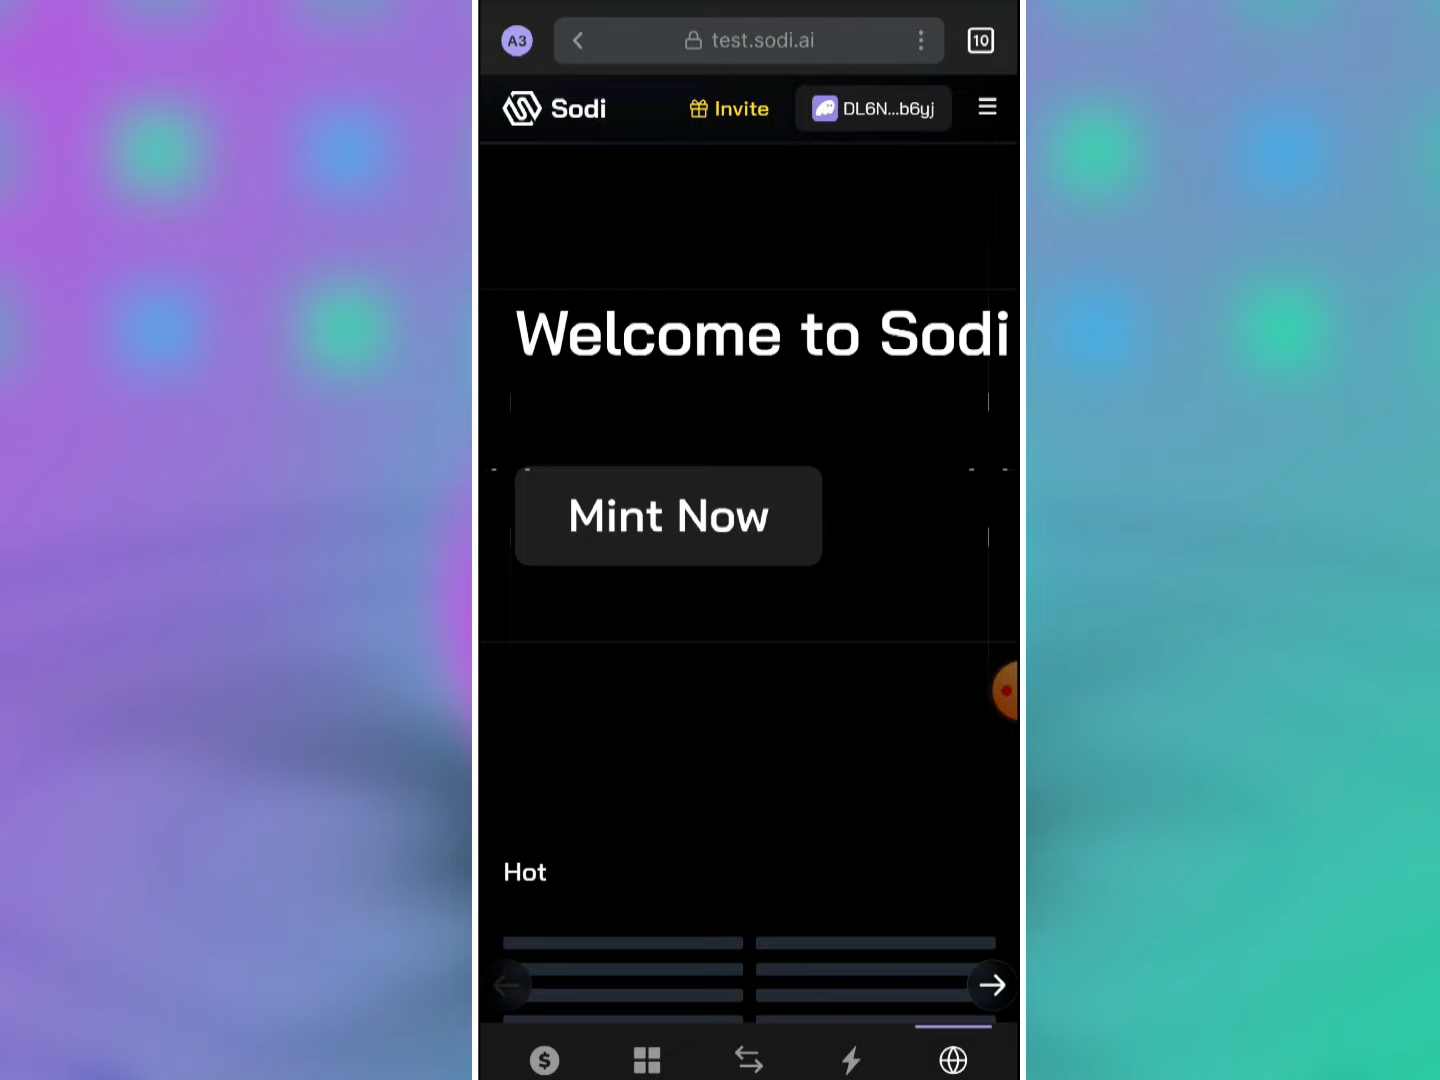 A3
test.sodi.ai
10
Sodi
Invite
DL6N...b6yj
Welcome to Sodi
Mint Now
Hot